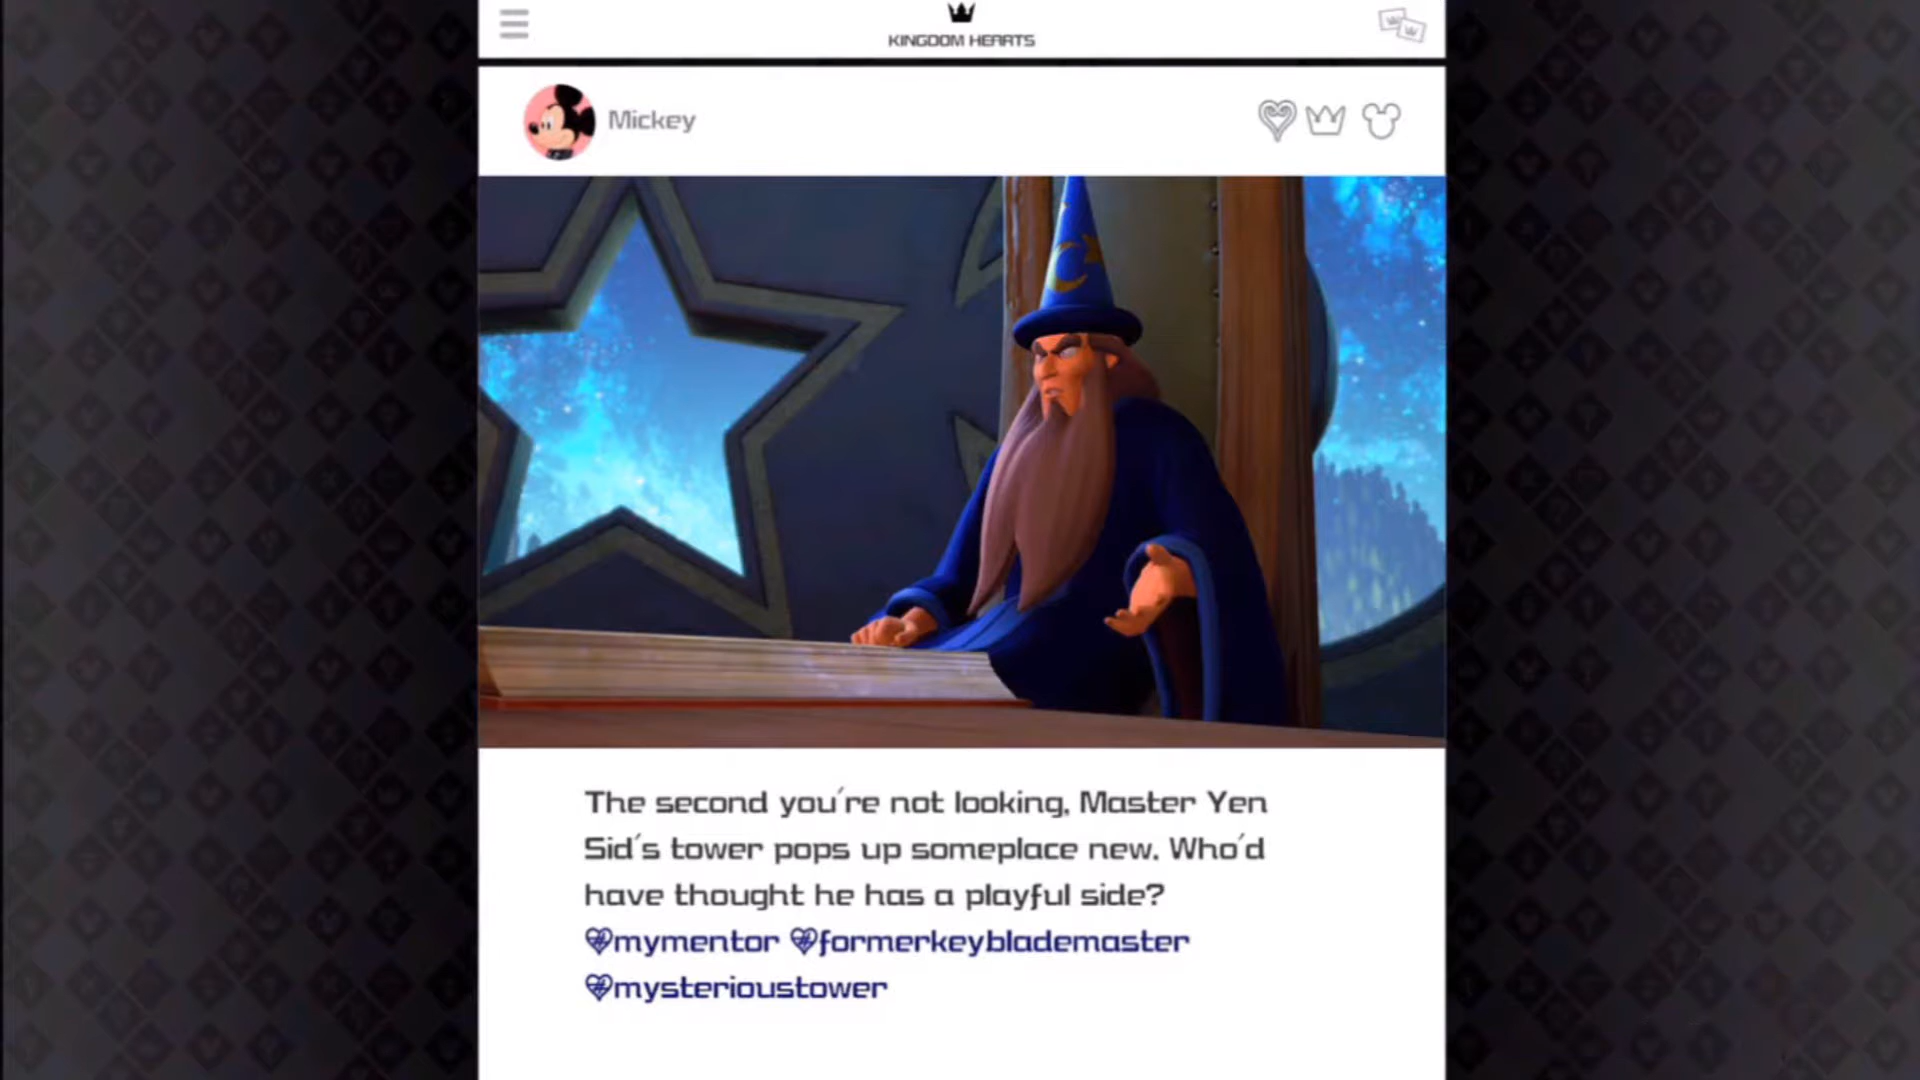 KINGDOM HEARTS
Mickey
The second you're not looking, Master Yen
Sid's tower pops up someplace new. Who'd
have thought he has a playful side?
#mymentor #formerkeyblademaster
#mysterioustower